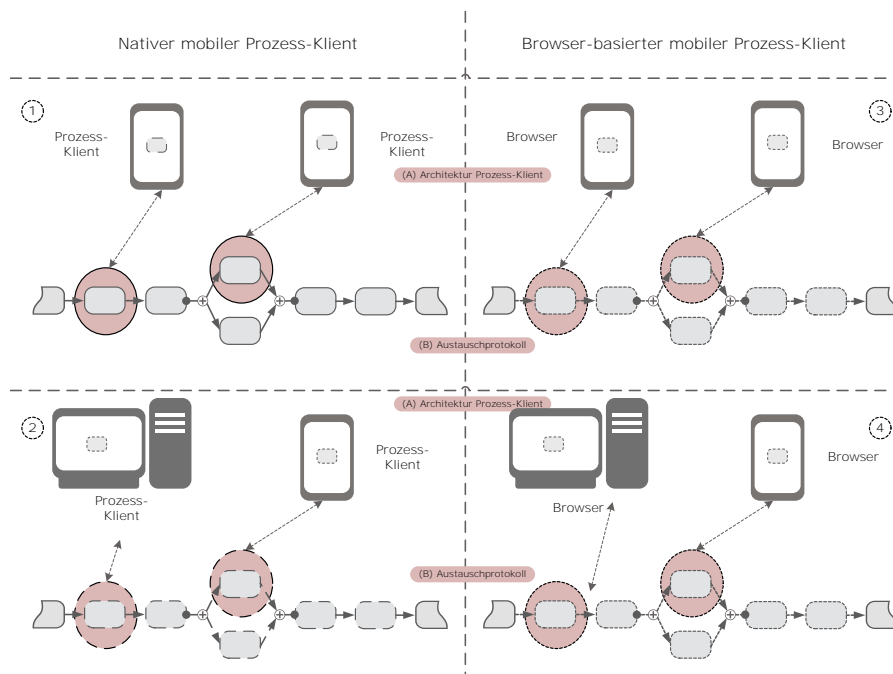 Nativer mobiler Prozess-Klient
Browser-basierter mobiler Prozess-Klient
1
Prozess-
Klient
Prozess-
Klient
(A) Architektur Prozess-Klient
Browser
Browser
3
(B) Austauschprotokoll
(A) Architektur Prozess-Klient
2
Prozess-
Klient
Prozess-
Klient
Browser
Browser
4
(B) Austauschprotokoll